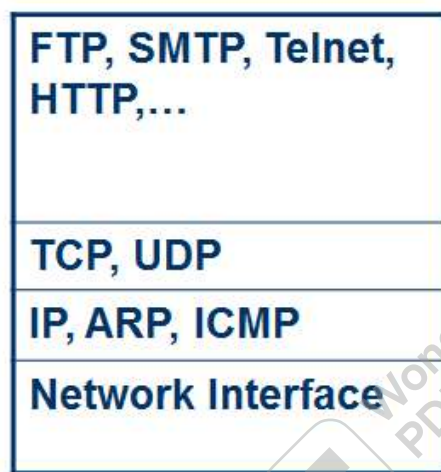 FTP, SMTP, Telnet,
HTTP,...
TCP, UDP
IP, ARP, ICMP
Network Interface